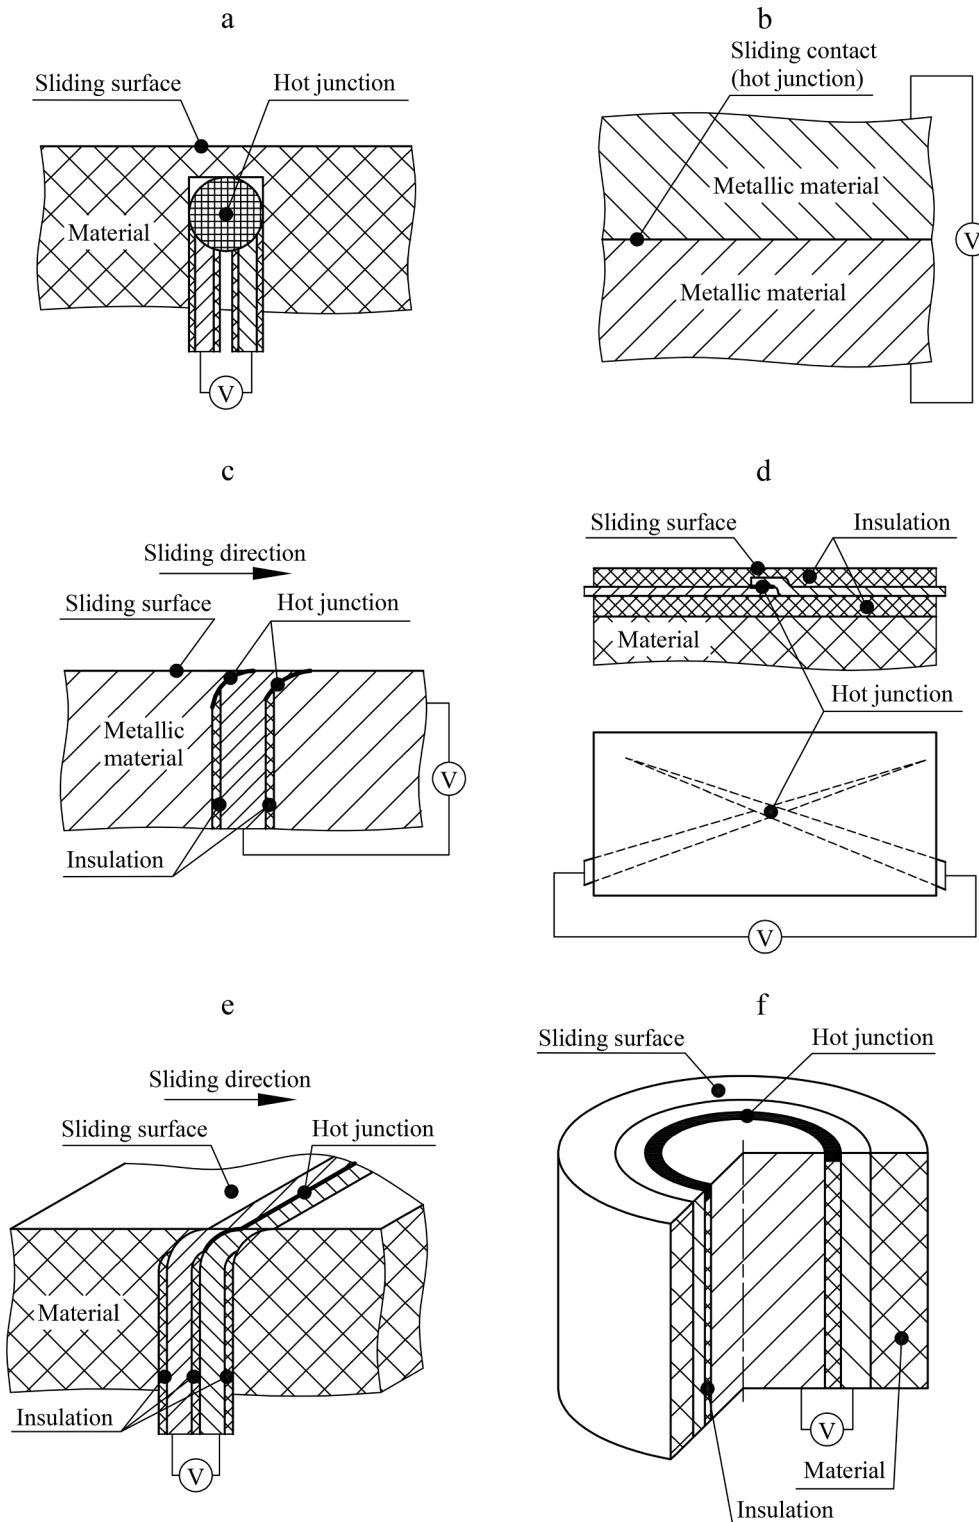 a
Sliding surface
Hot junction
Material
V
b
Sliding contact
(hot junction)
Metallic material
Metallic material
V
c
Sliding direction
Sliding surface
Hot junction
Metallic
material
V
Insulation
d
Sliding surface
Insulation
Material
Hot junction
V
e
Sliding direction
Sliding surface
Hot junction
Material
Insulation
V
f
Sliding surface
Hot junction
V
Material
Insulation